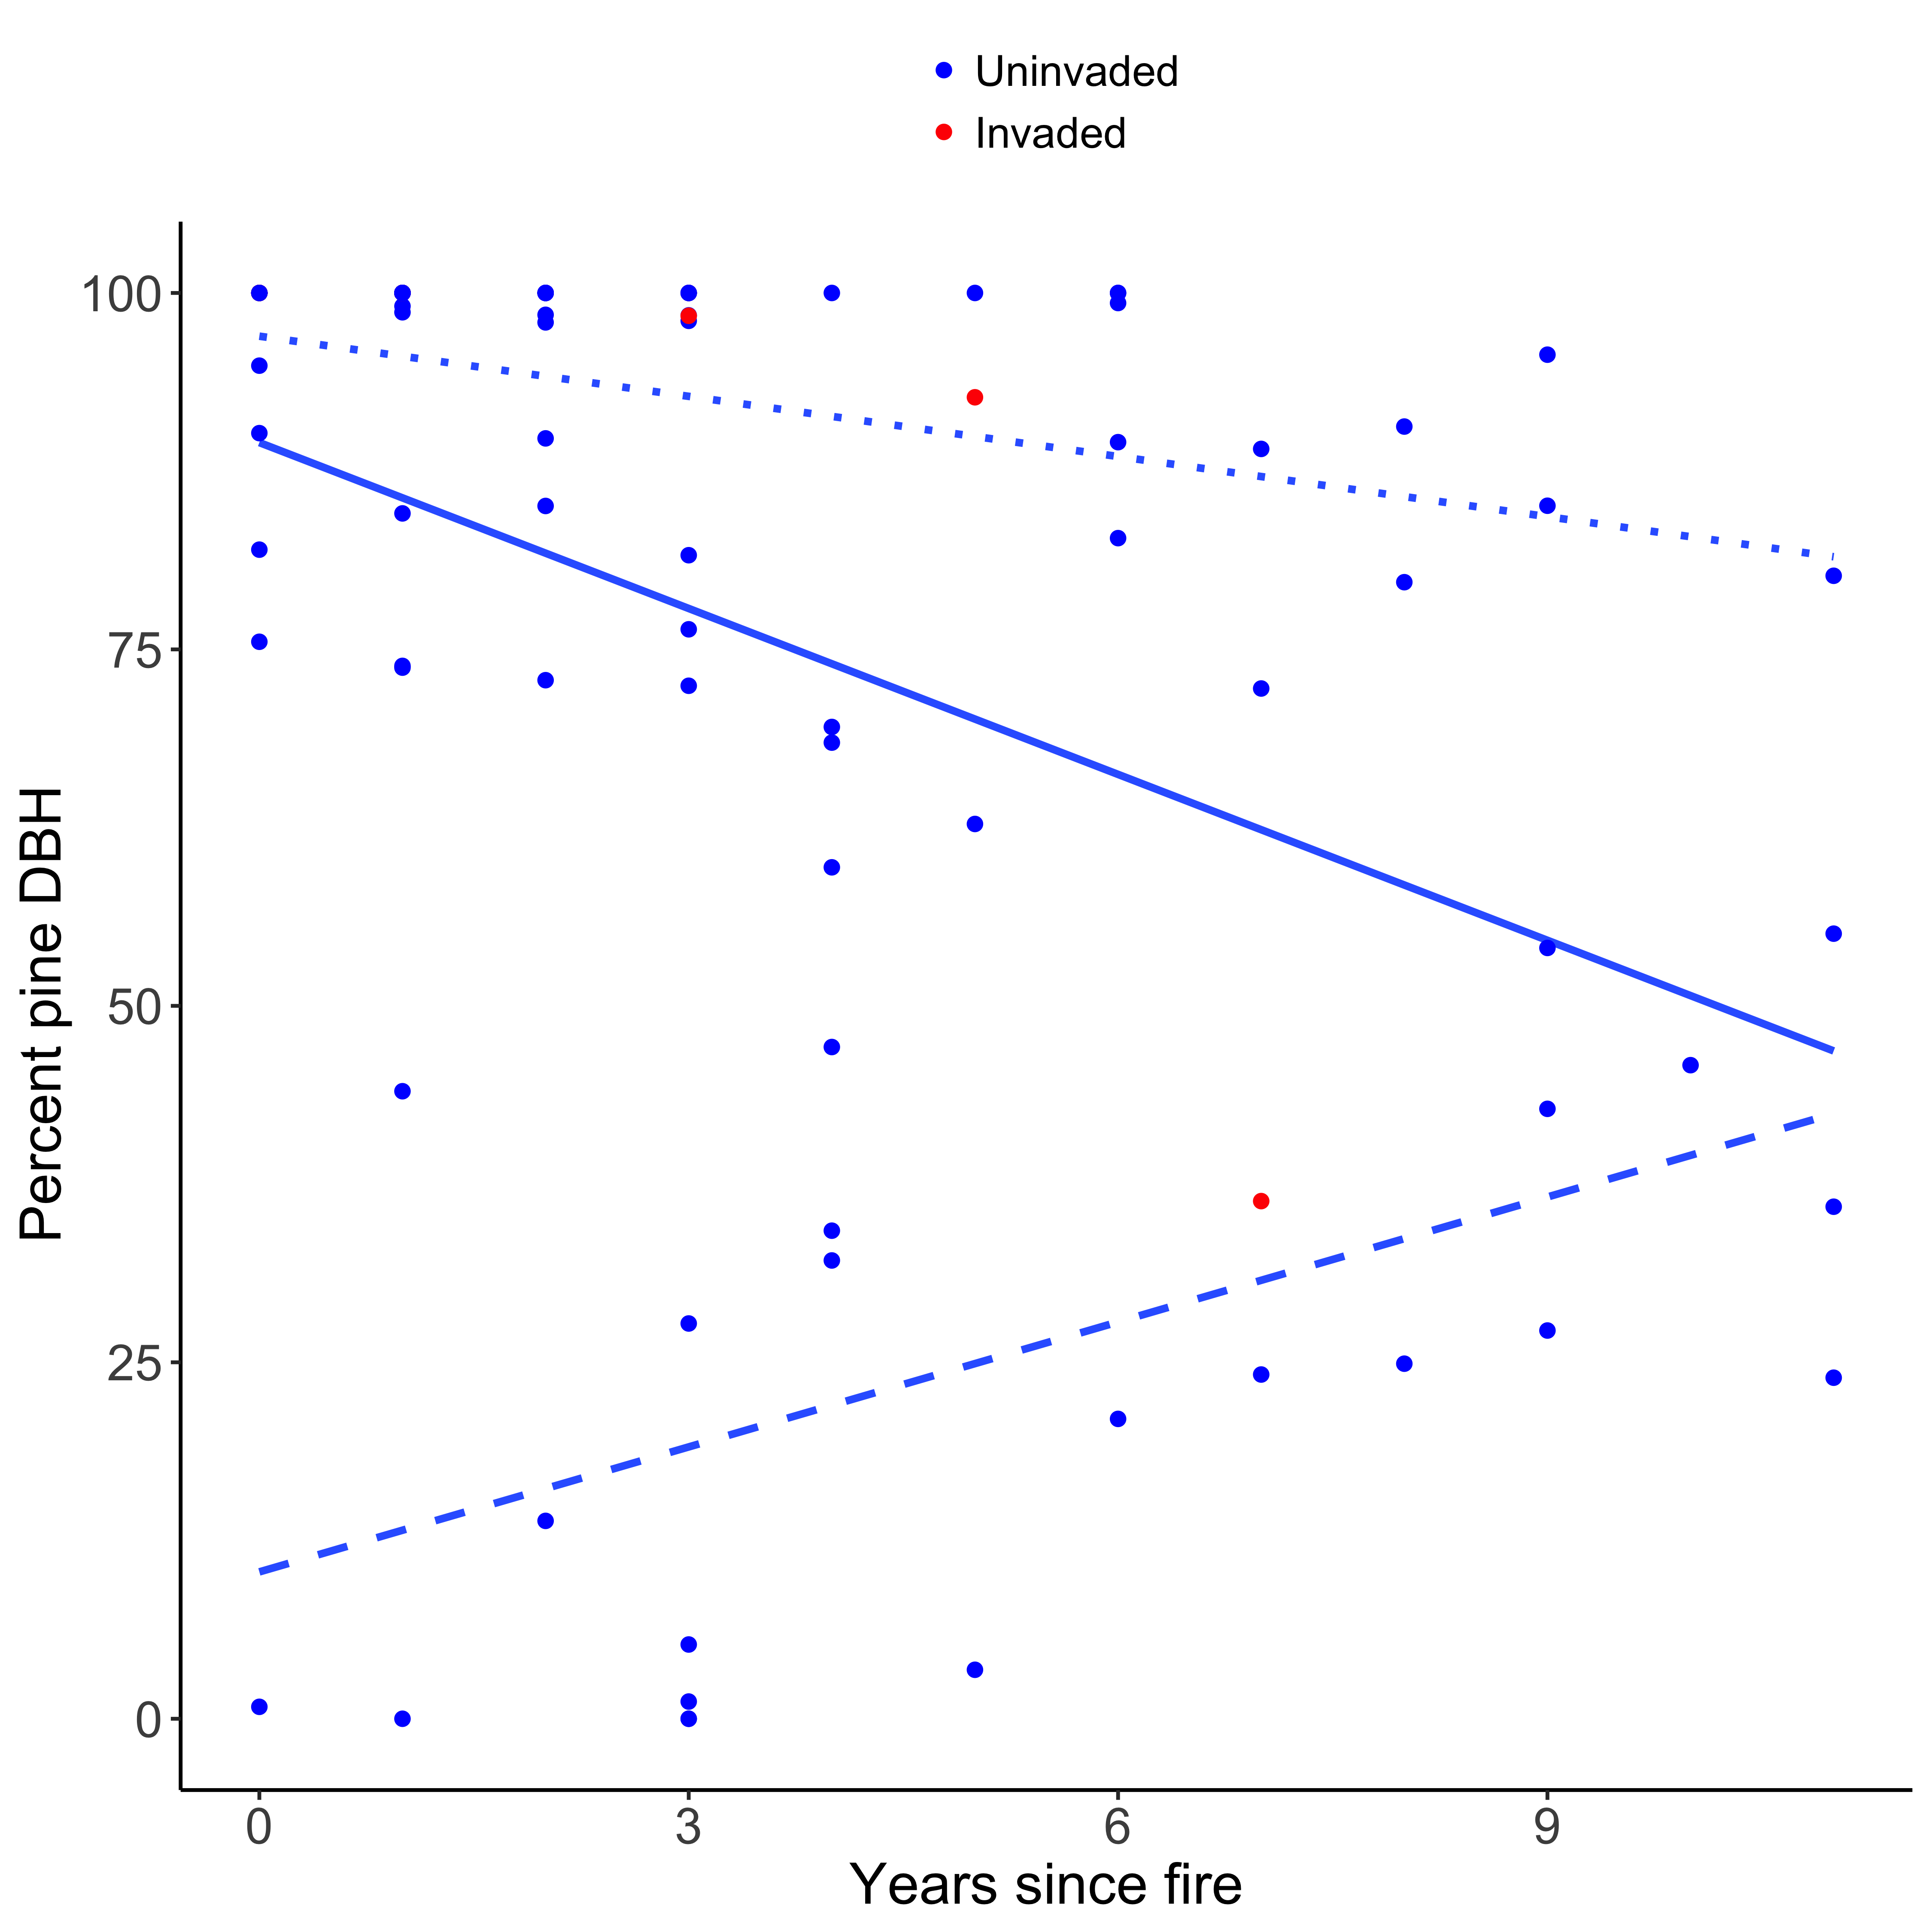 Uninvaded
Invaded
100
75
50
25
0
Percent pine DBH
0 3 6 9
Years since fire